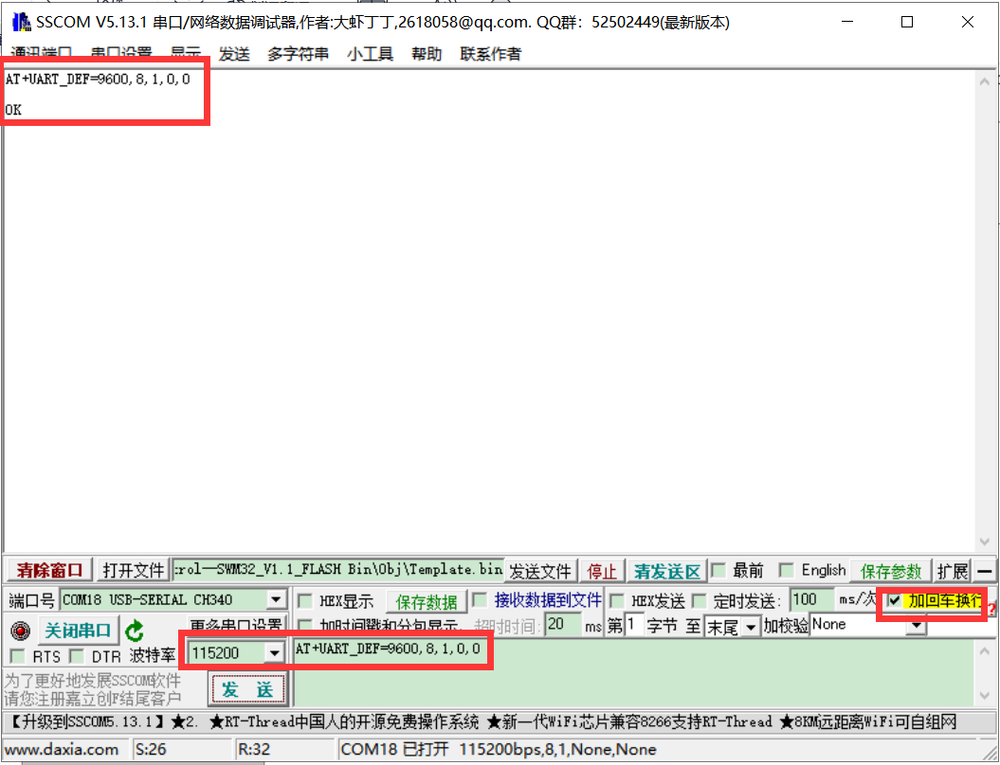 SSCOM V5.13.1 串口/网络数据调试器,作者:大虾丁丁,2618058@qq.com. QQ群：52502449(最新版本)
通讯端口 串口设置 显示 发送 多字符串 小工具 帮助 联系作者
AT+UART_DEF=9600,8,1,0,0
OK
清除窗口 打开文件 :rol—SWM32_V1.1_FLASH Bin\Obj\Template.bin 发送文件 停止 清发送区 最前 English 保存参数 扩展 —
端口号 COM18 USB-SERIAL CH340 HEX显示 保存数据 接收数据到文件 HEX发送 定时发送: 100 ms/次 加回车换行
关闭串口 更多串口设置 加时间戳和分包显示, 超时时间: 20 ms 第 1 字节 至 末尾 加校验 None ?
RTS DTR 波特率 115200 AT+UART_DEF=9600,8,1,0,0
为了更好地发展SSCOM软件
请您注册嘉立创F结尾客户
发 送
【升级到SSCOM5.13.1】★2. ★RT-Thread中国人的开源免费操作系统 ★新一代WiFi芯片兼容8266支持RT-Thread ★8KM远距离WiFi可自组网
www.daxia.com S:26 R:32 COM18 已打开 115200bps,8,1,None,None